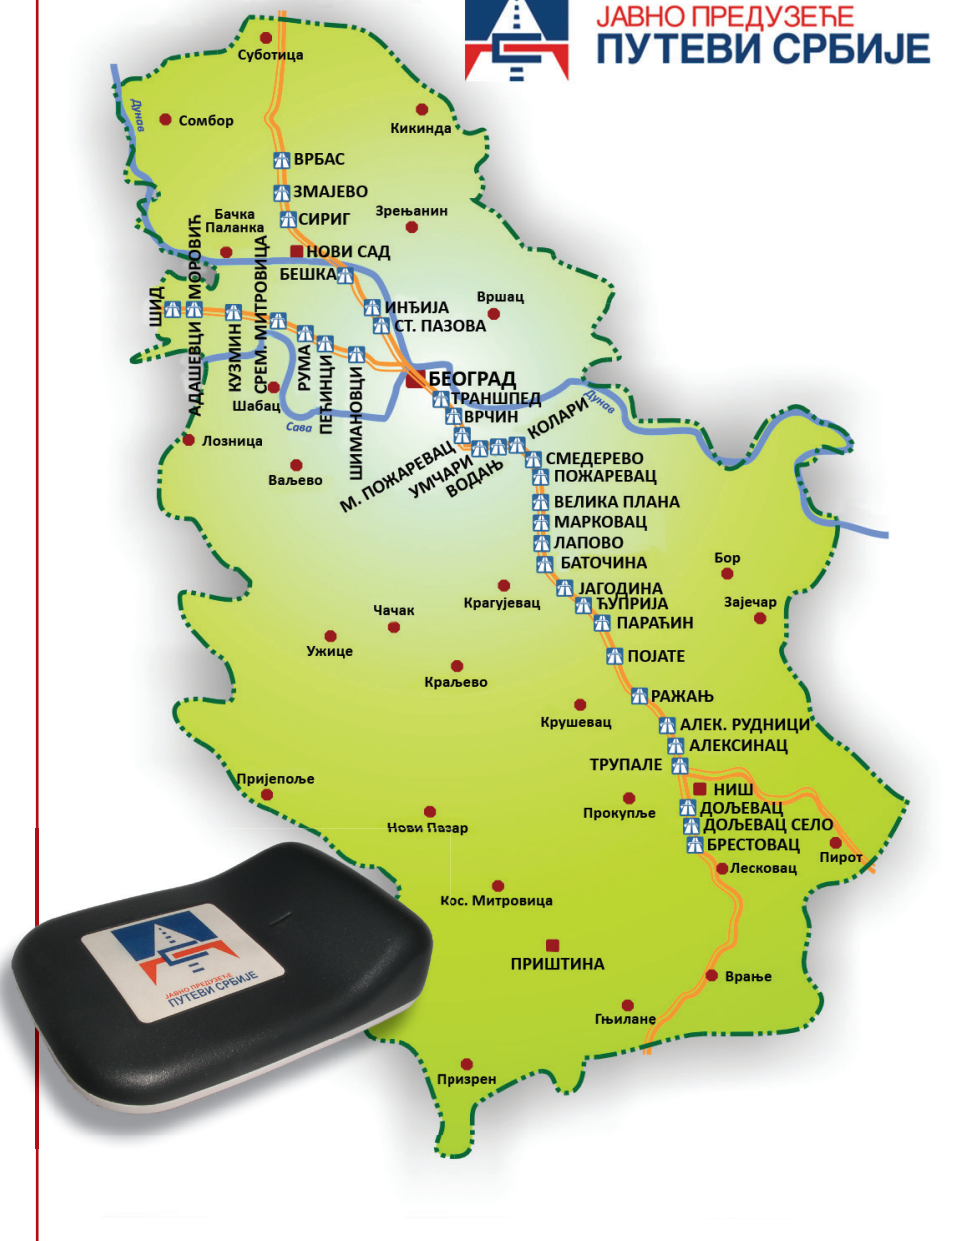 ЈАВНО ПРЕДУЗЕЋЕ
ПУТЕВИ СРБИЈЕ
Суботица
Дунав
Сомбор
Кикинда
ВРБАС
ЗМАЈЕВО
СИРИГ
Бачка
Паланка
Зрењанин
НОВИ САД
БЕШКА
ШИД
МОРОВИЋ
АДАШЕВЦИ
КУЗМИН
СРЕМ. МИТРОВИЦА
РУМА
ПЕЋИНЦИ
ШИМАНОВЦИ
ИНЂИЈА
СТ. ПАЗОВА
Вршац
БЕОГРАД
ТРАНШПЕД
ВРЧИН
Шабац
Сава
Дунав
Лозница
Ваљево
М. ПОЖАРЕВАЦ
УМЧАРИ
ВОДАЊ
КОЛАРИ
СМЕДЕРЕВО
ПОЖАРЕВАЦ
ВЕЛИКА ПЛАНА
МАРКОВАЦ
ЛАПОВО
БАТОЧИНА
Бор
ЈАГОДИНА
Крагујевац
ЋУПРИЈА
Зајечар
Чачак
ПАРАЋИН
Ужице
ПОЈАТЕ
Краљево
РАЖАЊ
Крушевац
АЛЕК. РУДНИЦИ
АЛЕКСИНАЦ
ТРУПАЛЕ
Пријепоље
НИШ
Прокупље
ДОЉЕВАЦ
Нови Пазар
ДОЉЕВАЦ СЕЛО
БРЕСТОВАЦ
Пирот
Лесковац
Кос. Митровица
ПРИШТИНА
Врање
Гњилане
Призрен
ЈАВНО ПРЕДУЗЕЋЕ
ПУТЕВИ СРБИЈЕ